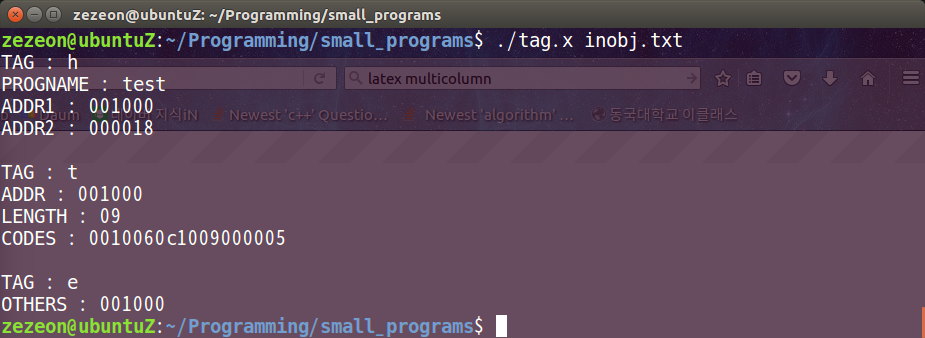 zezeon@ubuntuZ: ~/Programming/small_programs
zezeon@ubuntuZ:~/Programming/small_programs$ ./tag.x inobj.txt
TAG : h
PROGNAME : test
latex multicolumn
ADDR1 : 001000
지식iN Newest 'c++' Questio... Newest 'algorithm' ... 동국대학교 이클래스
ADDR2 : 000018
TAG : t
ADDR : 001000
LENGTH : 09
CODES : 0010060c1009000005
TAG : e
OTHERS : 001000
zezeon@ubuntuZ:~/Programming/small_programs$